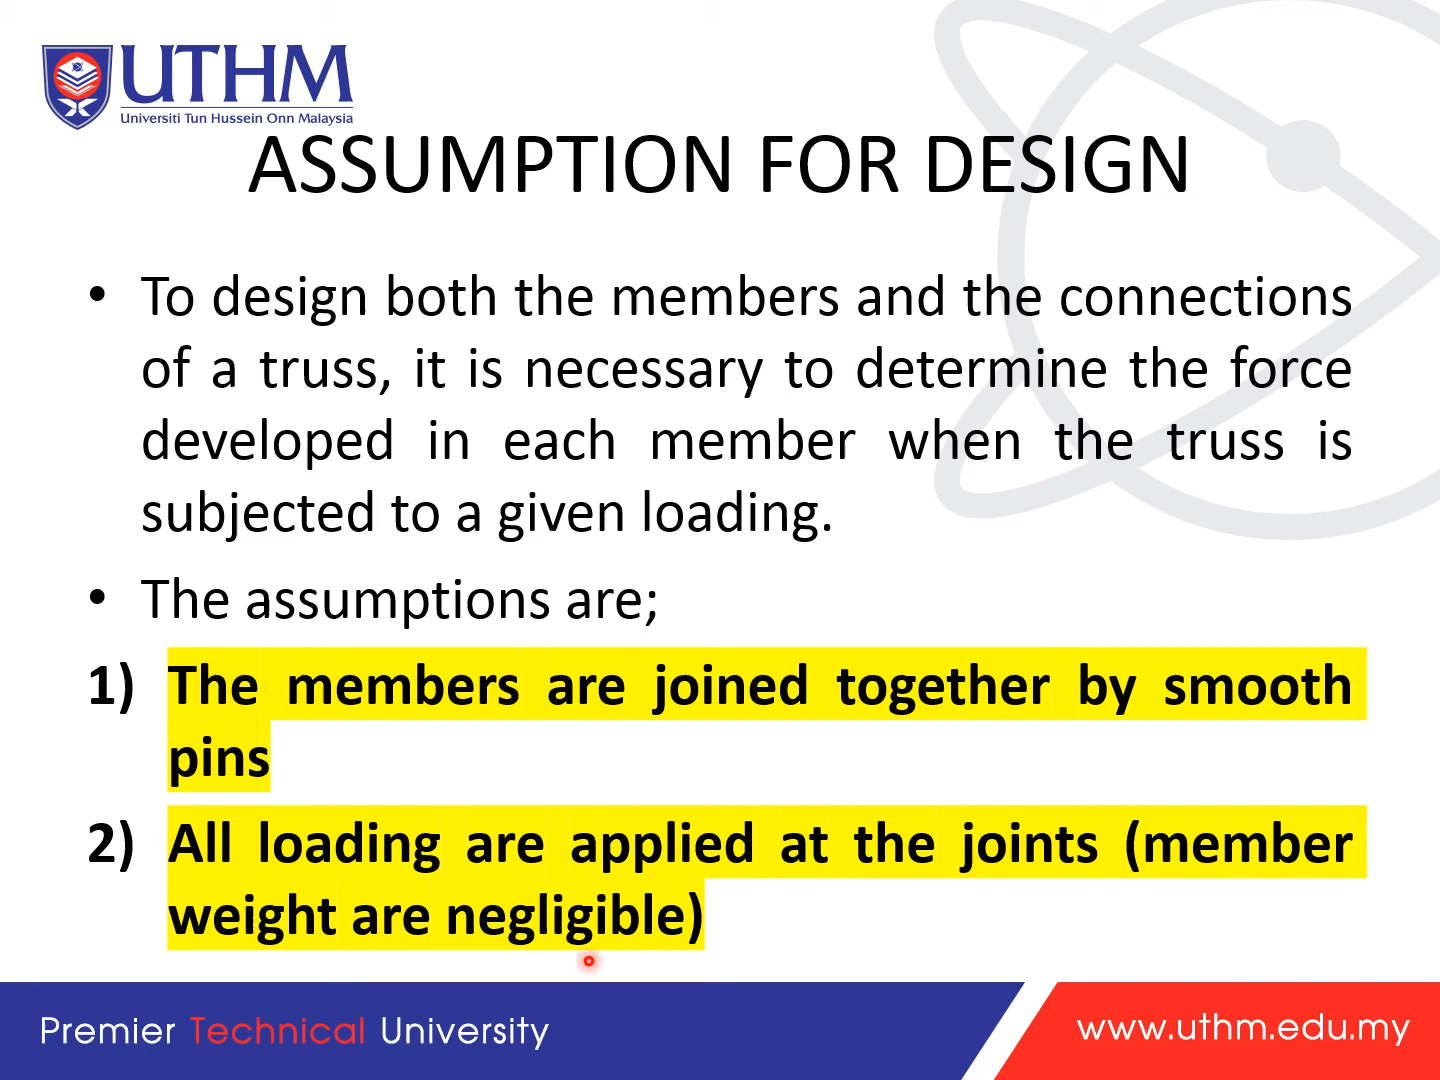 UTHM
Universiti Tun Hussein Onn Malaysia
ASSUMPTION FOR DESIGN
• To design both the members and the connections
of a truss, it is necessary to determine the force
developed in each member when the truss is
subjected to a given loading.
• The assumptions are;
1) The members are joined together by smooth
pins
2) All loading are applied at the joints (member
weight are negligible)
Premier Technical University
www.uthm.edu.my